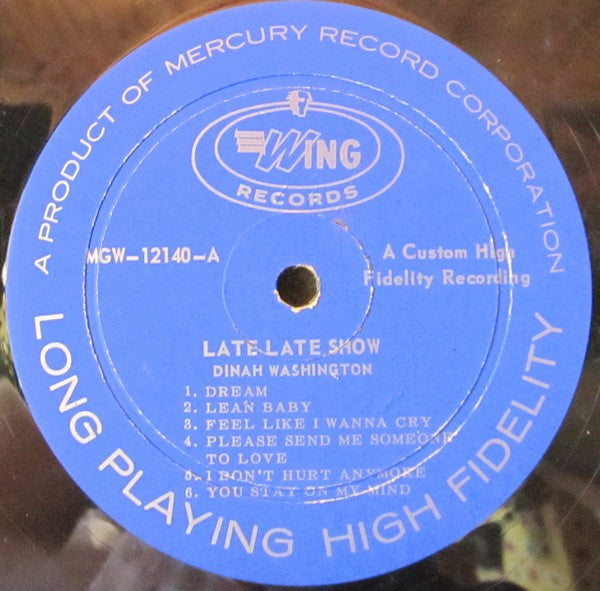 A PRODUCT OF MERCURY RECORD CORPORATION
WING
RECORDS
MGW-12140-A
A Custom High
Fidelity Recording
LATE LATE SHOW
DINAH WASHINGTON
1. DREAM
2. LEAN BABY
3. FEEL LIKE I WANNA CRY
4. PLEASE SEND ME SOMEONE
TO LOVE
5. I DON'T HURT ANYMORE
6. YOU STAY ON MY MIND
LONG PLAYING HIGH FIDELITY